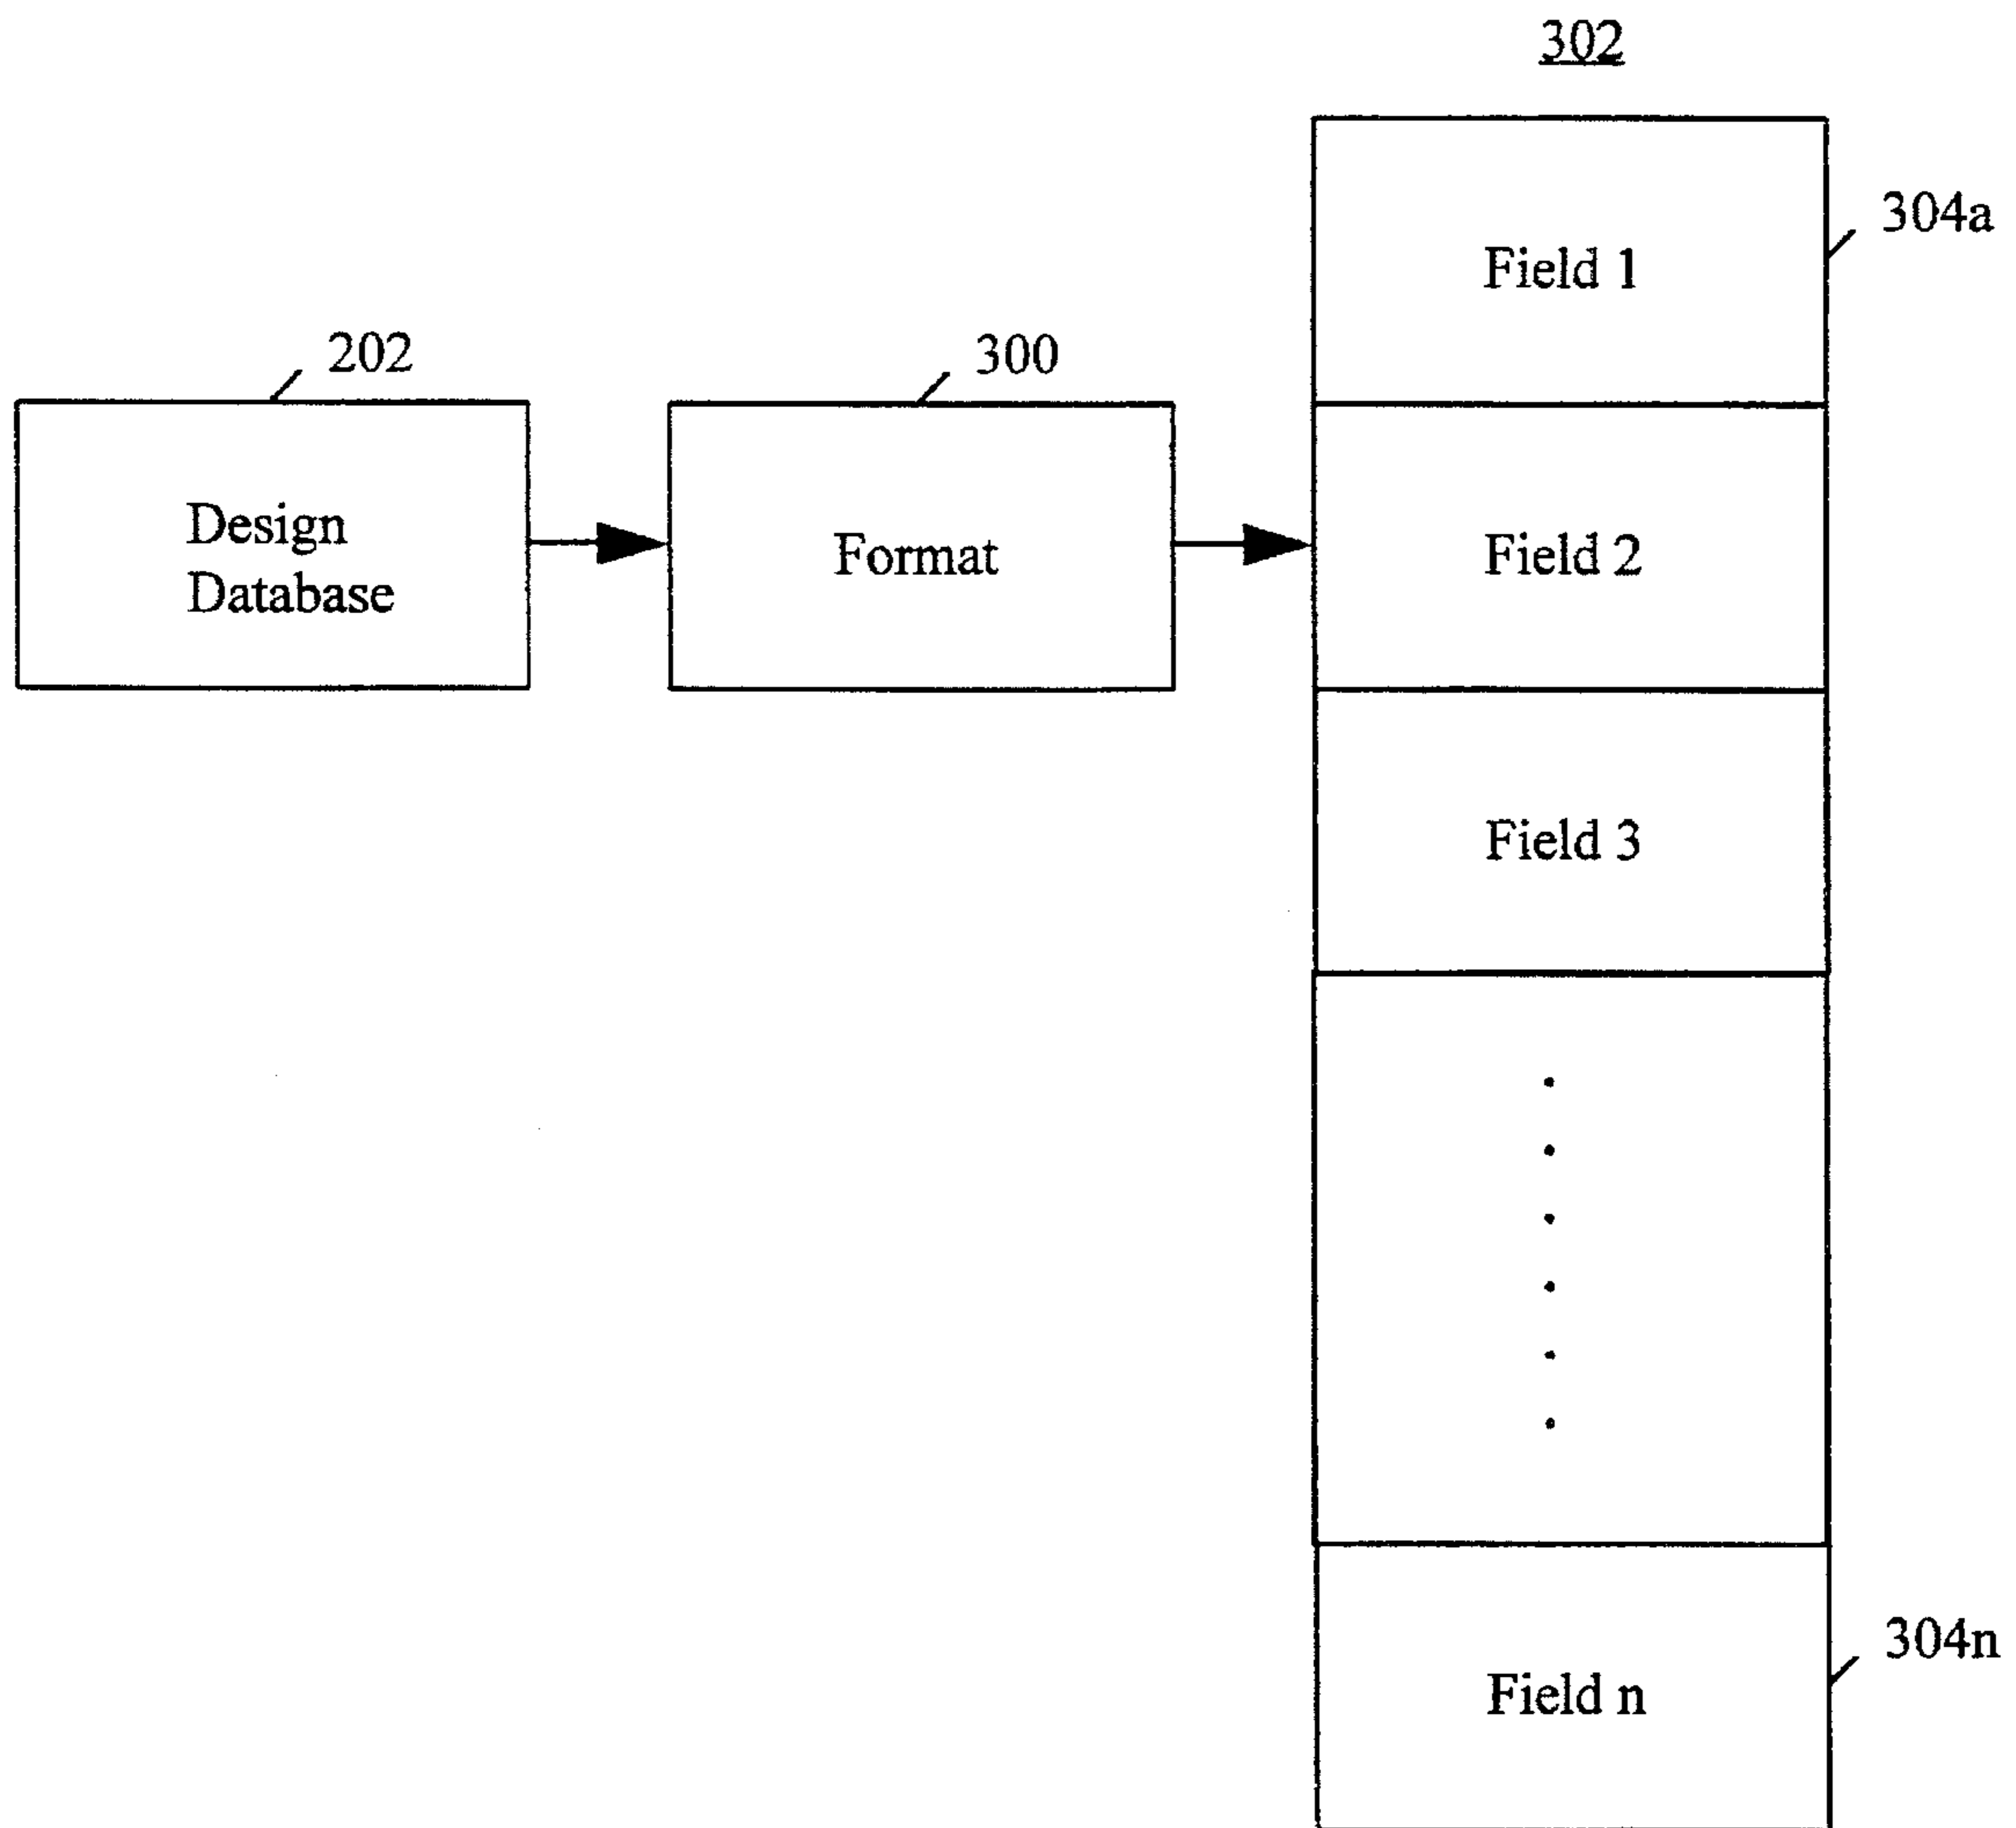 302
304a
Field 1
202
300
Design
Database
Format
Field 2
Field 3
304n
Field n